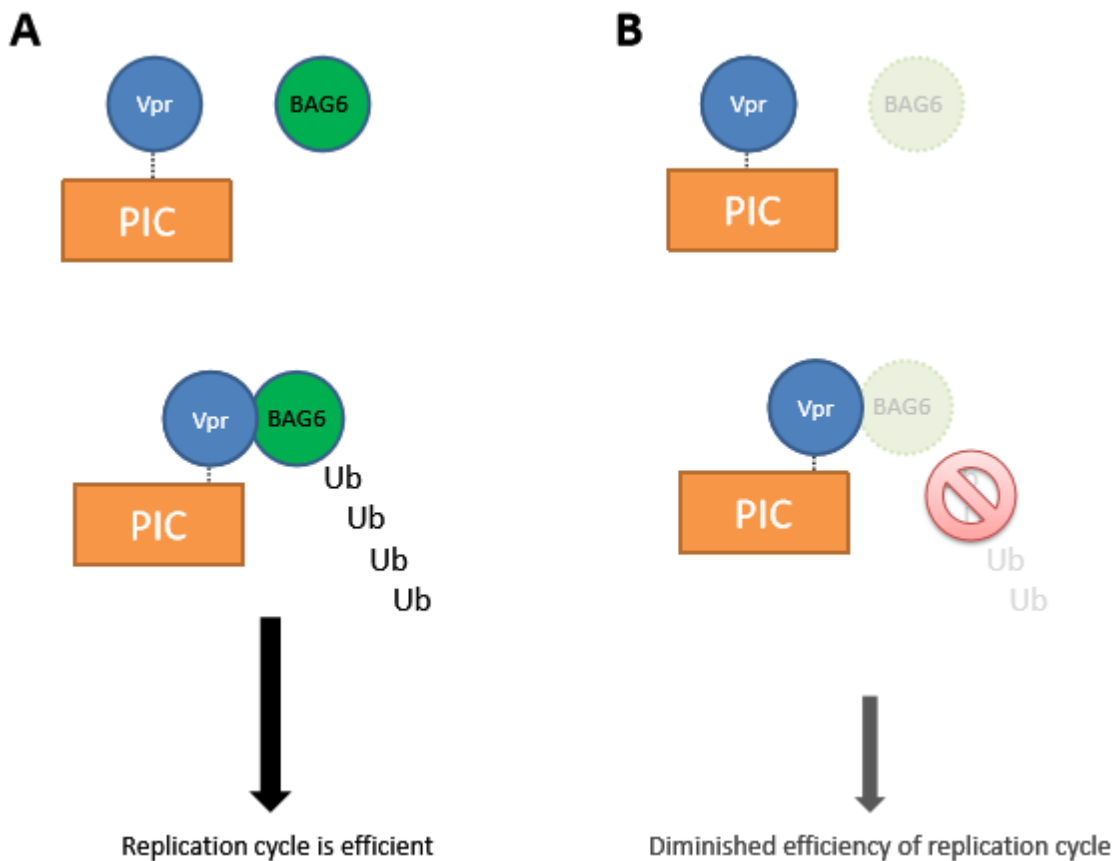 A
Vpr
BAG6
PIC
Vpr
BAG6
PIC
Ub
Ub
Ub
Ub
Replication cycle is efficient
B
Vpr
BAG6
PIC
Vpr
BAG6
PIC
Ub
Ub
Diminished efficiency of replication cycle